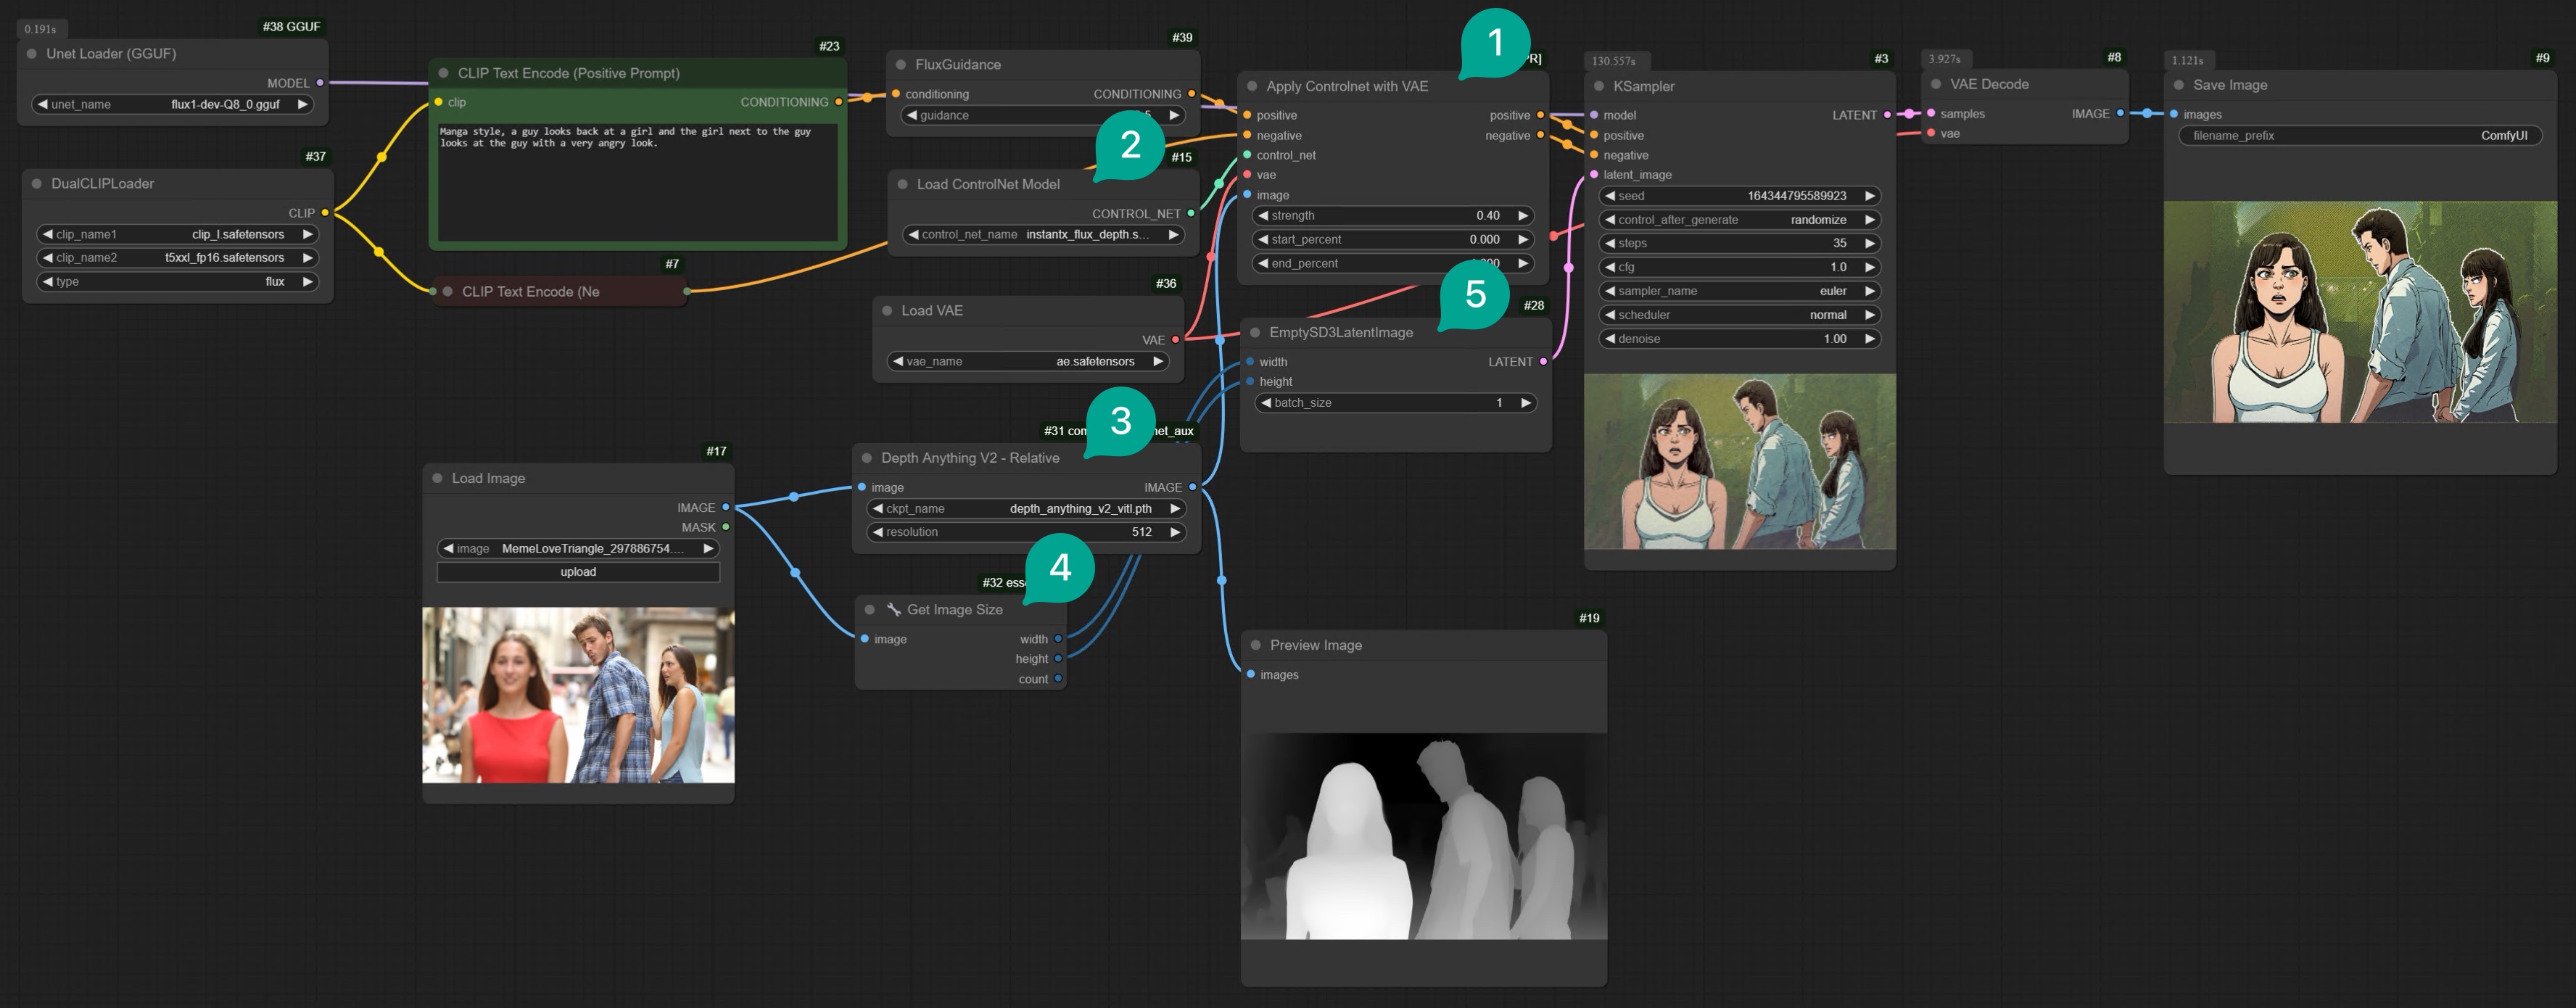 0.191s
#38 GGUF
Unet Loader (GGUF)
MODEL
unet_name flux1-dev-Q8_0.gguf
#37
DualCLIPLoader
CLIP
clip_name1 clip_l.safetensors
clip_name2 t5xxl_fp16.safetensors
type flux
#23
CLIP Text Encode (Positive Prompt)
clip CONDITIONING
Manga style, a guy looks back at a girl and the girl next to the guy
looks at the guy with a very angry look.
#7
CLIP Text Encode (Ne
#39
FluxGuidance
conditioning CONDITIONING
guidance
2
#15
Load ControlNet Model
CONTROL_NET
control_net_name instantx_flux_depth.s...
#36
Load VAE
VAE
vae_name ae.safetensors
1
Apply Controlnet with VAE
positive positive
negative negative
control_net
vae
image
strength 0.40
start_percent 0.000
end_percent
5
#28
EmptySD3LatentImage
width LATENT
height
batch_size 1
130.557s
#3
KSampler
model LATENT
positive
negative
latent_image
seed 164344795589923
control_after_generate randomize
steps 35
cfg 1.0
sampler_name euler
scheduler normal
denoise 1.00
3.927s
#8
VAE Decode
samples IMAGE
vae
1.121s
#9
Save Image
images
filename_prefix ComfyUI
#17
Load Image
IMAGE
MASK
image MemeLoveTriangle_297886754....
upload
3
#31
Depth Anything V2 - Relative
image IMAGE
ckpt_name depth_anything_v2_vitl.pth
resolution 512
4
#32
Get Image Size
image width
height
count
#19
Preview Image
images